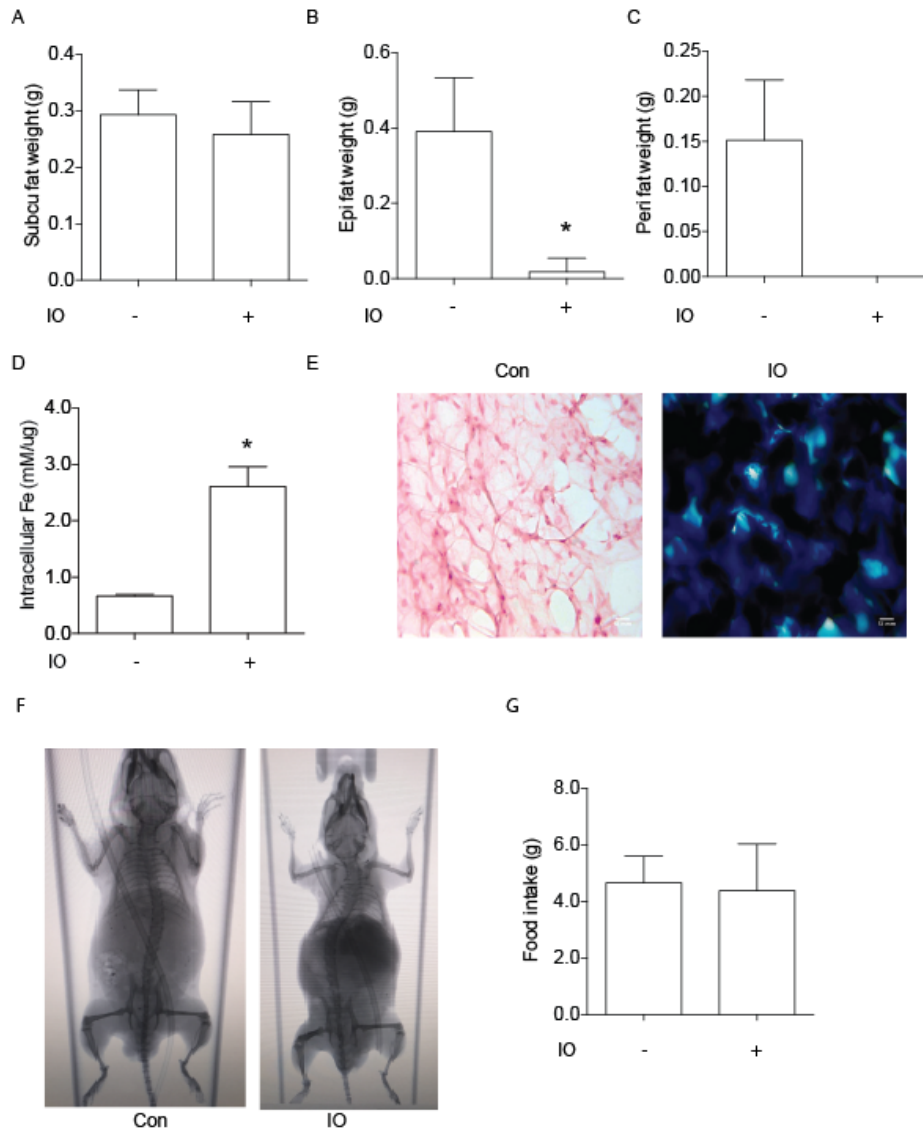 A
Subcu fat weight (g)
0.4
0.3
0.2
0.1
0.0
IO - +
B
Epi fat weight (g)
0.6
0.4
0.2
0.0
*
IO - +
C
Peri fat weight (g)
0.25
0.20
0.15
0.10
0.05
0.00
IO - +
D
Intracellular Fe (mM/ug)
4.0
3.0
2.0
1.0
0.0
*
IO - +
E
Con IO
F
Con IO
G
Food intake (g)
8.0
6.0
4.0
2.0
0.0
IO - +